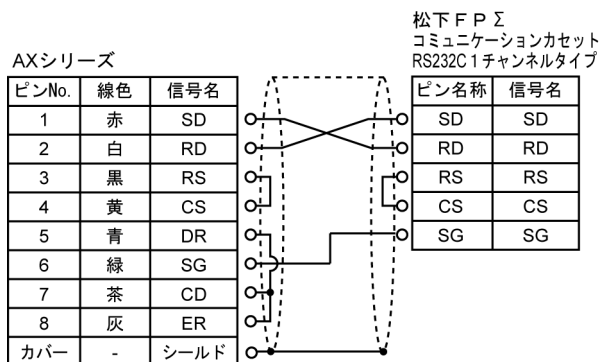 松下ＦＰΣ
コミュニケーションカセット
RS232C１チャンネルタイプ
AXシリーズ
ピンNo. 線色 信号名
1 赤 SD
2 白 RD
3 黒 RS
4 黄 CS
5 青 DR
6 緑 SG
7 茶 CD
8 灰 ER
カバー - シールド
ピン名称 信号名
SD SD
RD RD
RS RS
CS CS
SG SG